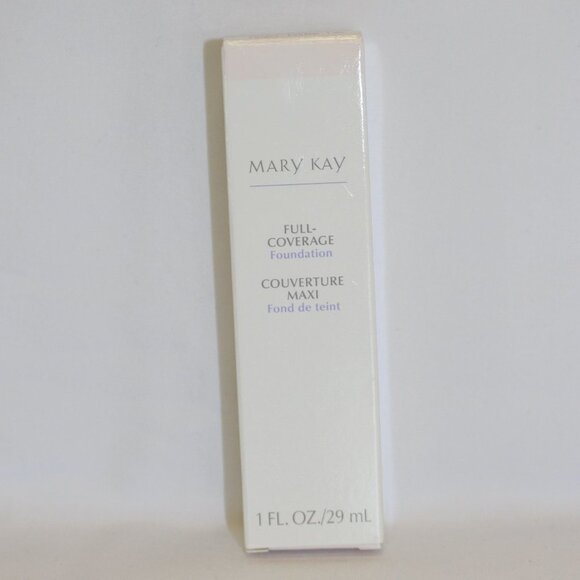 MARY KAY
FULL-
COVERAGE
Foundation
COUVERTURE
MAXI
Fond de teint
1 FL. OZ./29 mL